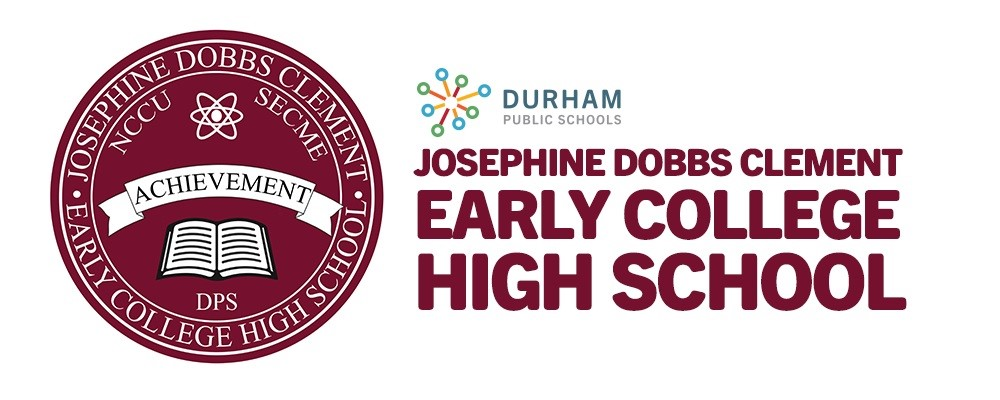 JOSEPHINE DOBBS CLEMENT
NCCU
SECME
ACHIEVEMENT
DPS
EARLY COLLEGE HIGH SCHOOL
DURHAM
PUBLIC SCHOOLS
JOSEPHINE DOBBS CLEMENT
EARLY COLLEGE
HIGH SCHOOL